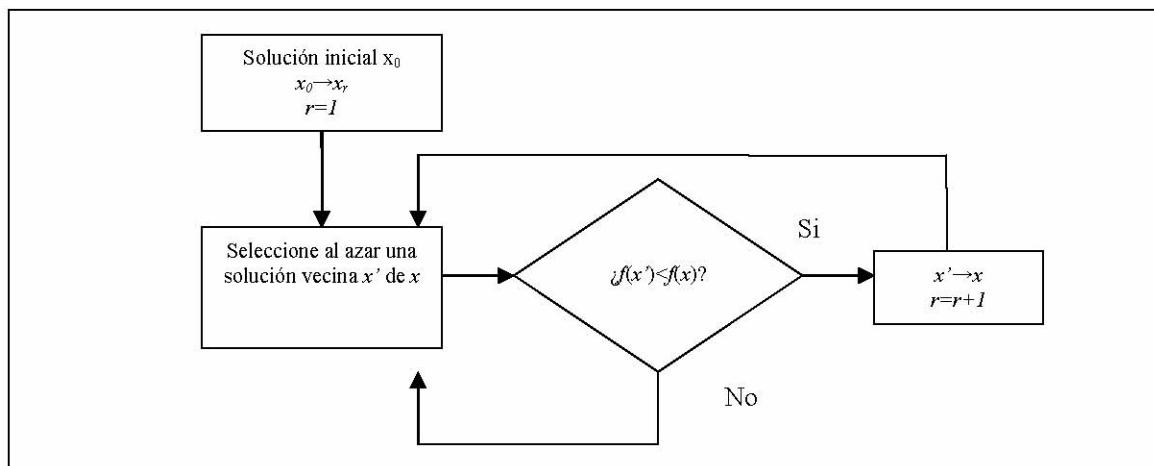 Solución inicial x₀
x₀→xᵣ
r=1
Seleccione al azar una
solución vecina x’ de x
¿f(x’)<f(x)?
Si
x’→x
r=r+1
No